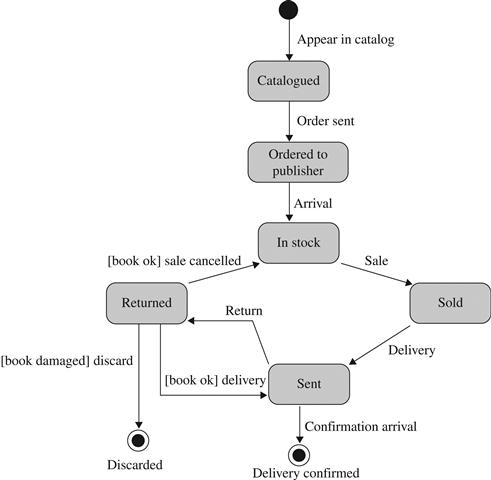 Appear in catalog
Catalogued
Order sent
Ordered to
publisher
Arrival
In stock
[book ok] sale cancelled
Sale
Returned
Sold
Return
Delivery
[book damaged] discard
[book ok] delivery
Sent
Confirmation arrival
Discarded
Delivery confirmed